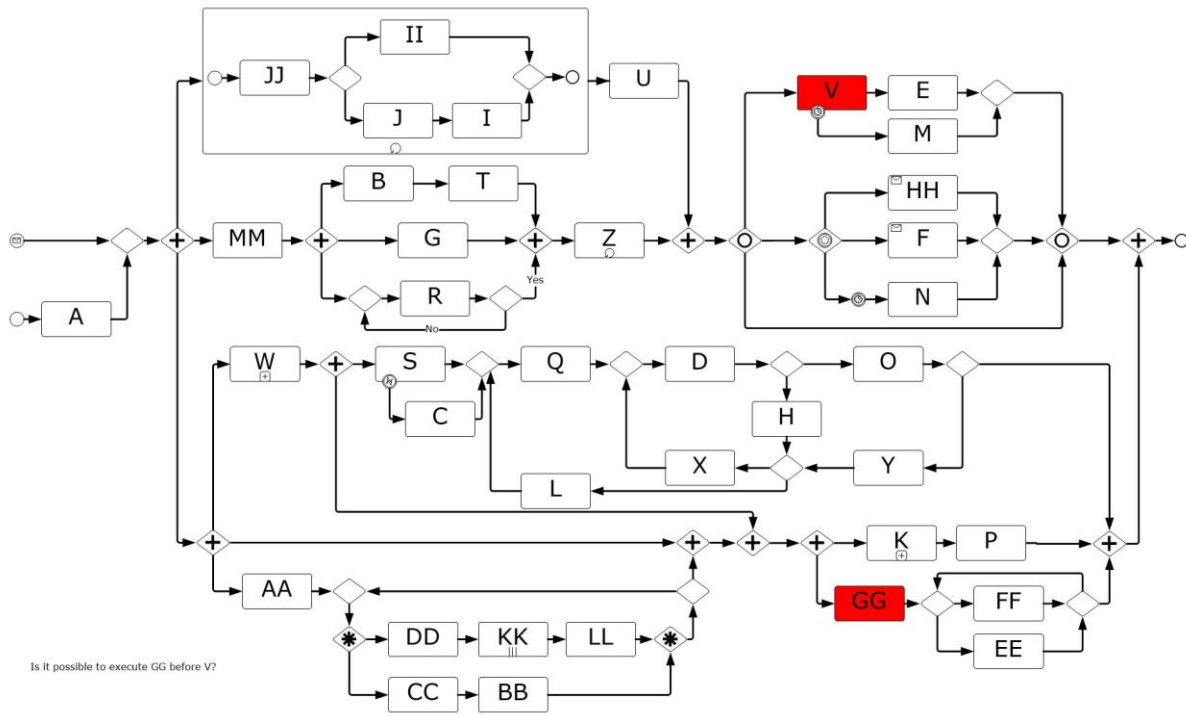 II
JJ
U
V
E
J
I
M
B
T
HH
MM
G
Z
F
Yes
R
N
A
No
W
S
Q
D
O
C
H
X
Y
L
K
P
AA
GG
FF
DD
KK
LL
EE
Is it possible to execute GG before V?
CC
BB